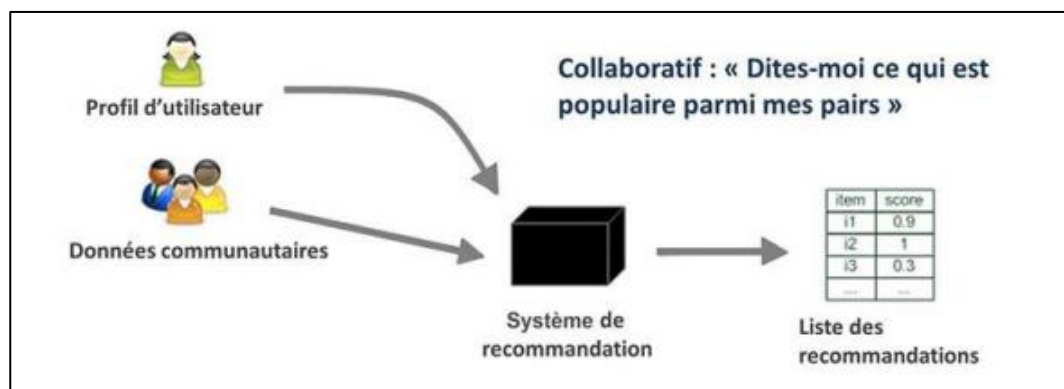 Collaboratif : « Dites-moi ce qui est
populaire parmi mes pairs »
Profil d'utilisateur
Données communautaires
Système de
recommandation
item score
i1 0.9
i2 1
i3 0.3
.... ....
Liste des
recommandations